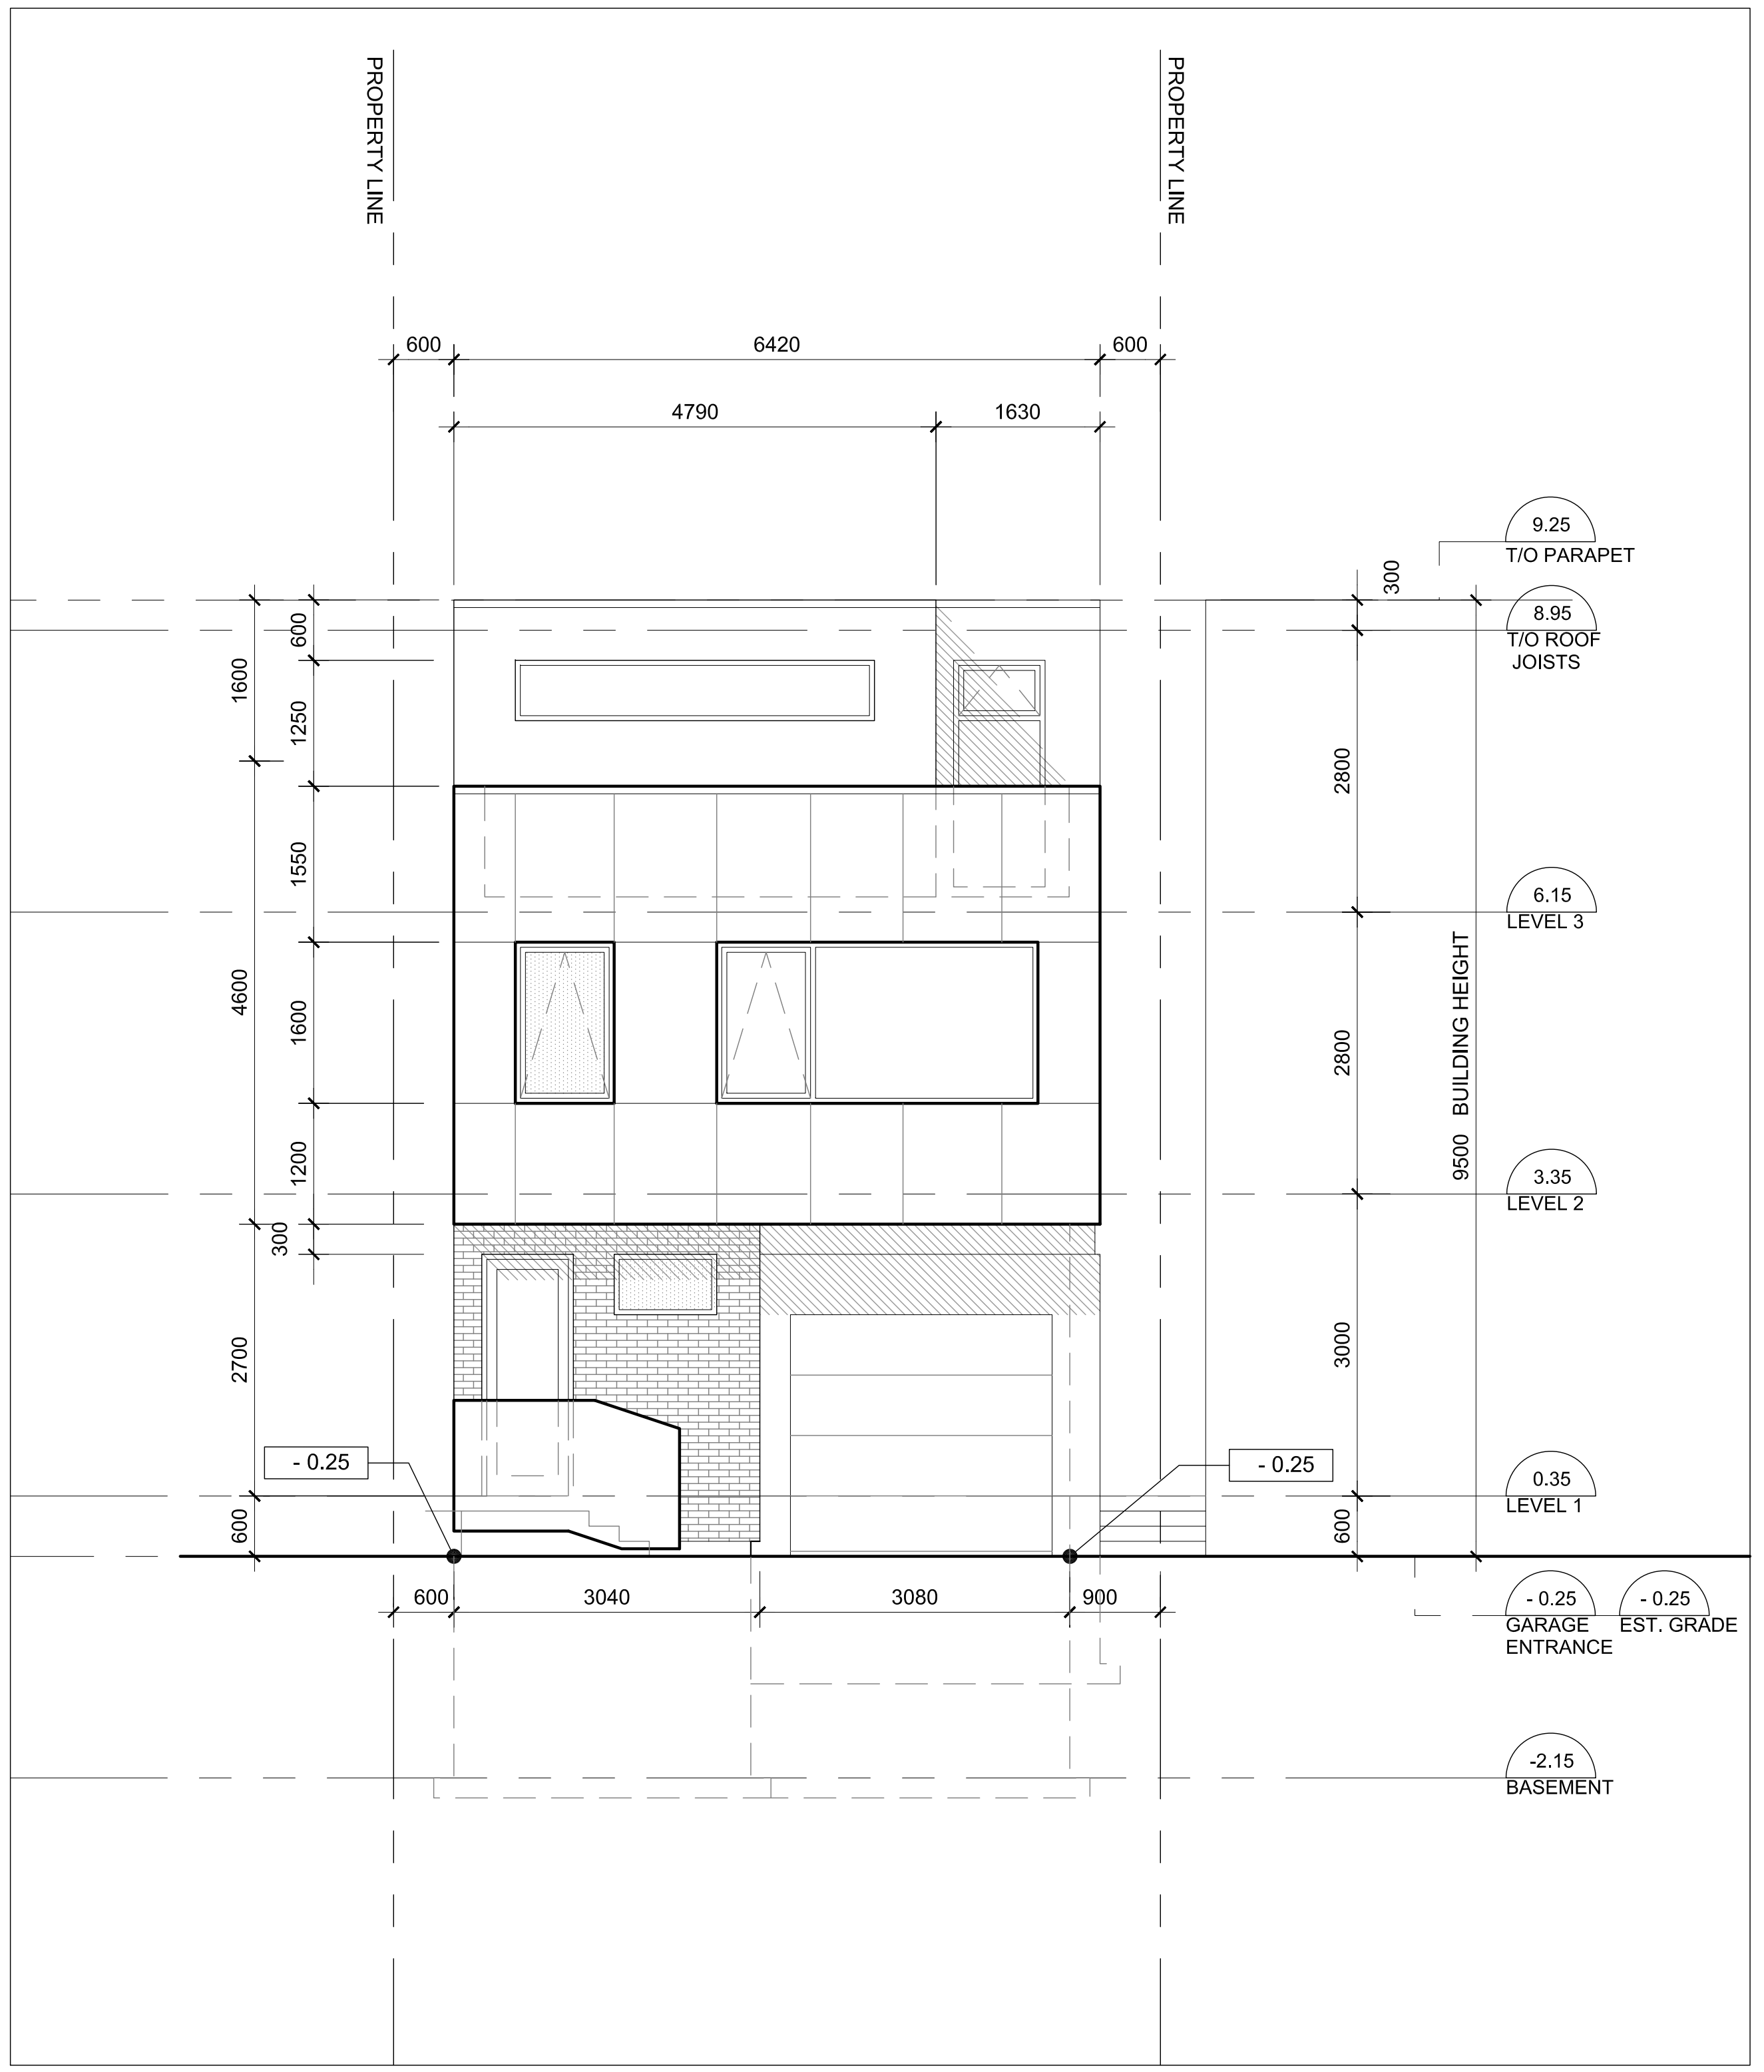 PROPERTY LINE
PROPERTY LINE
600
6420
600
4790
1630
9.25
T/O PARAPET
300
8.95
T/O ROOF
JOISTS
600
1600
1250
2800
1550
6.15
LEVEL 3
4600
1600
2800
9500 BUILDING HEIGHT
1200
3.35
LEVEL 2
300
2700
3000
- 0.25
- 0.25
0.35
LEVEL 1
600
600
600
3040
3080
900
- 0.25
GARAGE
ENTRANCE
- 0.25
EST. GRADE
-2.15
BASEMENT